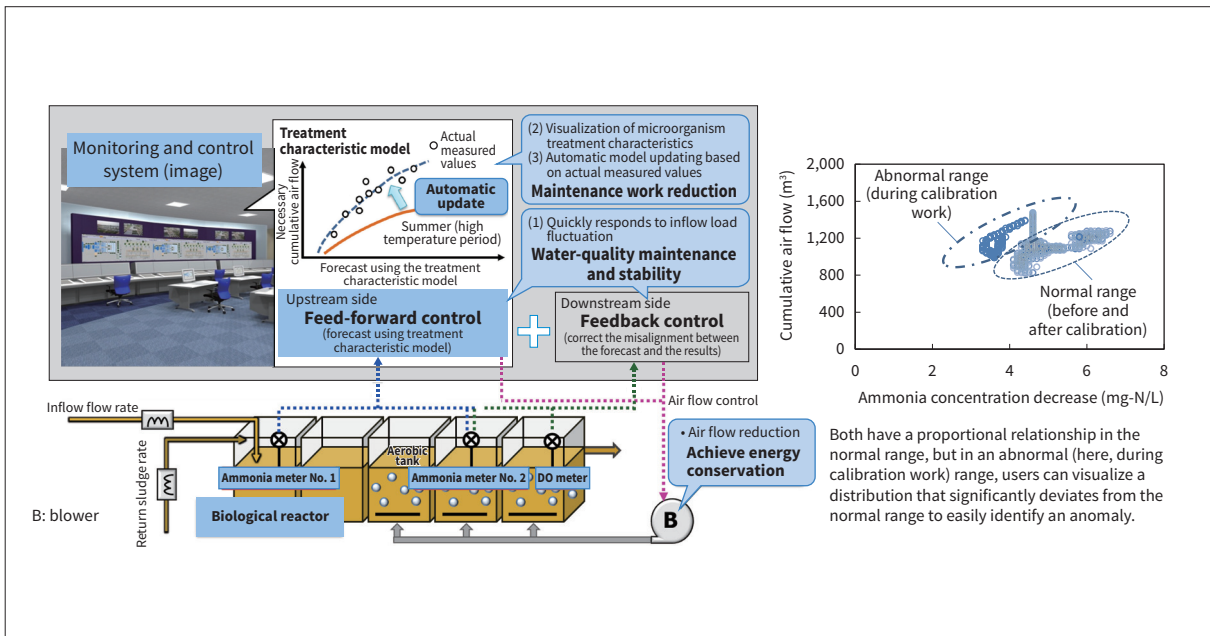 Monitoring and control
system (image)
Treatment
characteristic model
Actual
measured
values
Necessary
cumulative air flow
Automatic
update
Summer (high
temperature period)
Forecast using the treatment
characteristic model
(2) Visualization of microorganism
treatment characteristics
(3) Automatic model updating based
on actual measured values
Maintenance work reduction
(1) Quickly responds to inflow load
fluctuation
Water-quality maintenance
and stability
Upstream side
Feed-forward control
(forecast using treatment
characteristic model)
Downstream side
Feedback control
(correct the misalignment between
the forecast and the results)
Inflow flow rate
Return sludge rate
B: blower
Aerobic
tank
Ammonia meter No. 1
Ammonia meter No. 2
DO meter
Biological reactor
Air flow control
• Air flow reduction
Achieve energy
conservation
B
Cumulative air flow (m³)
2,000
1,600
1,200
800
400
0
Abnormal range
(during calibration
work)
Normal range
(before and
after calibration)
0 2 4 6 8
Ammonia concentration decrease (mg-N/L)
Both have a proportional relationship in the
normal range, but in an abnormal (here, during
calibration work) range, users can visualize a
distribution that significantly deviates from the
normal range to easily identify an anomaly.